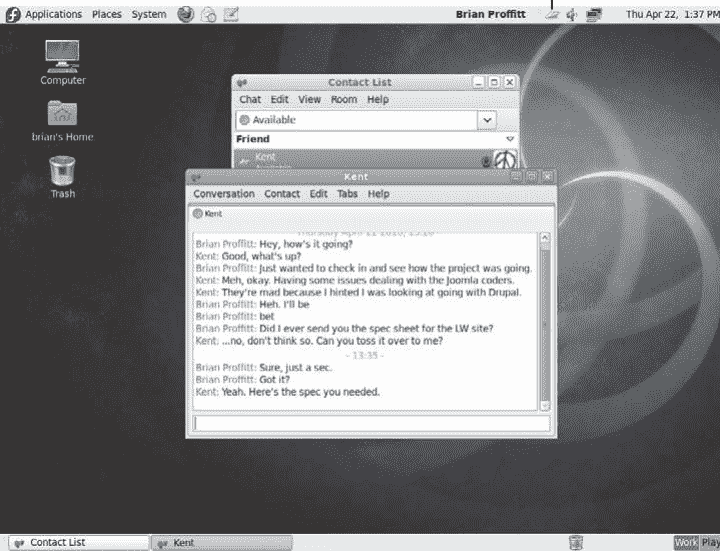 Applications Places System Brian Proffitt Thu Apr 22, 1:37 PM
Computer
brian's Home
Trash
Contact List
Chat Edit View Room Help
Available
Friend
Kent
Kent
Conversation Contact Edit Tabs Help
Kent
Brian Proffitt: Hey, how's it going?
Kent: Good, what's up?
Brian Proffitt: Just wanted to check in and see how the project was going.
Kent: Meh, okay. Having some issues dealing with the Joomla coders.
Kent: They're mad because I hinted I was looking at going with Drupal.
Brian Proffitt: Heh. I'll be
Brian Proffitt: bet
Brian Proffitt: Did I ever send you the spec sheet for the LW site?
Kent: ...no, don't think so. Can you toss it over to me?
- 13:35 -
Brian Proffitt: Sure, just a sec.
Brian Proffitt: Got it?
Kent: Yeah. Here's the spec you needed.
Contact List Kent Work Play